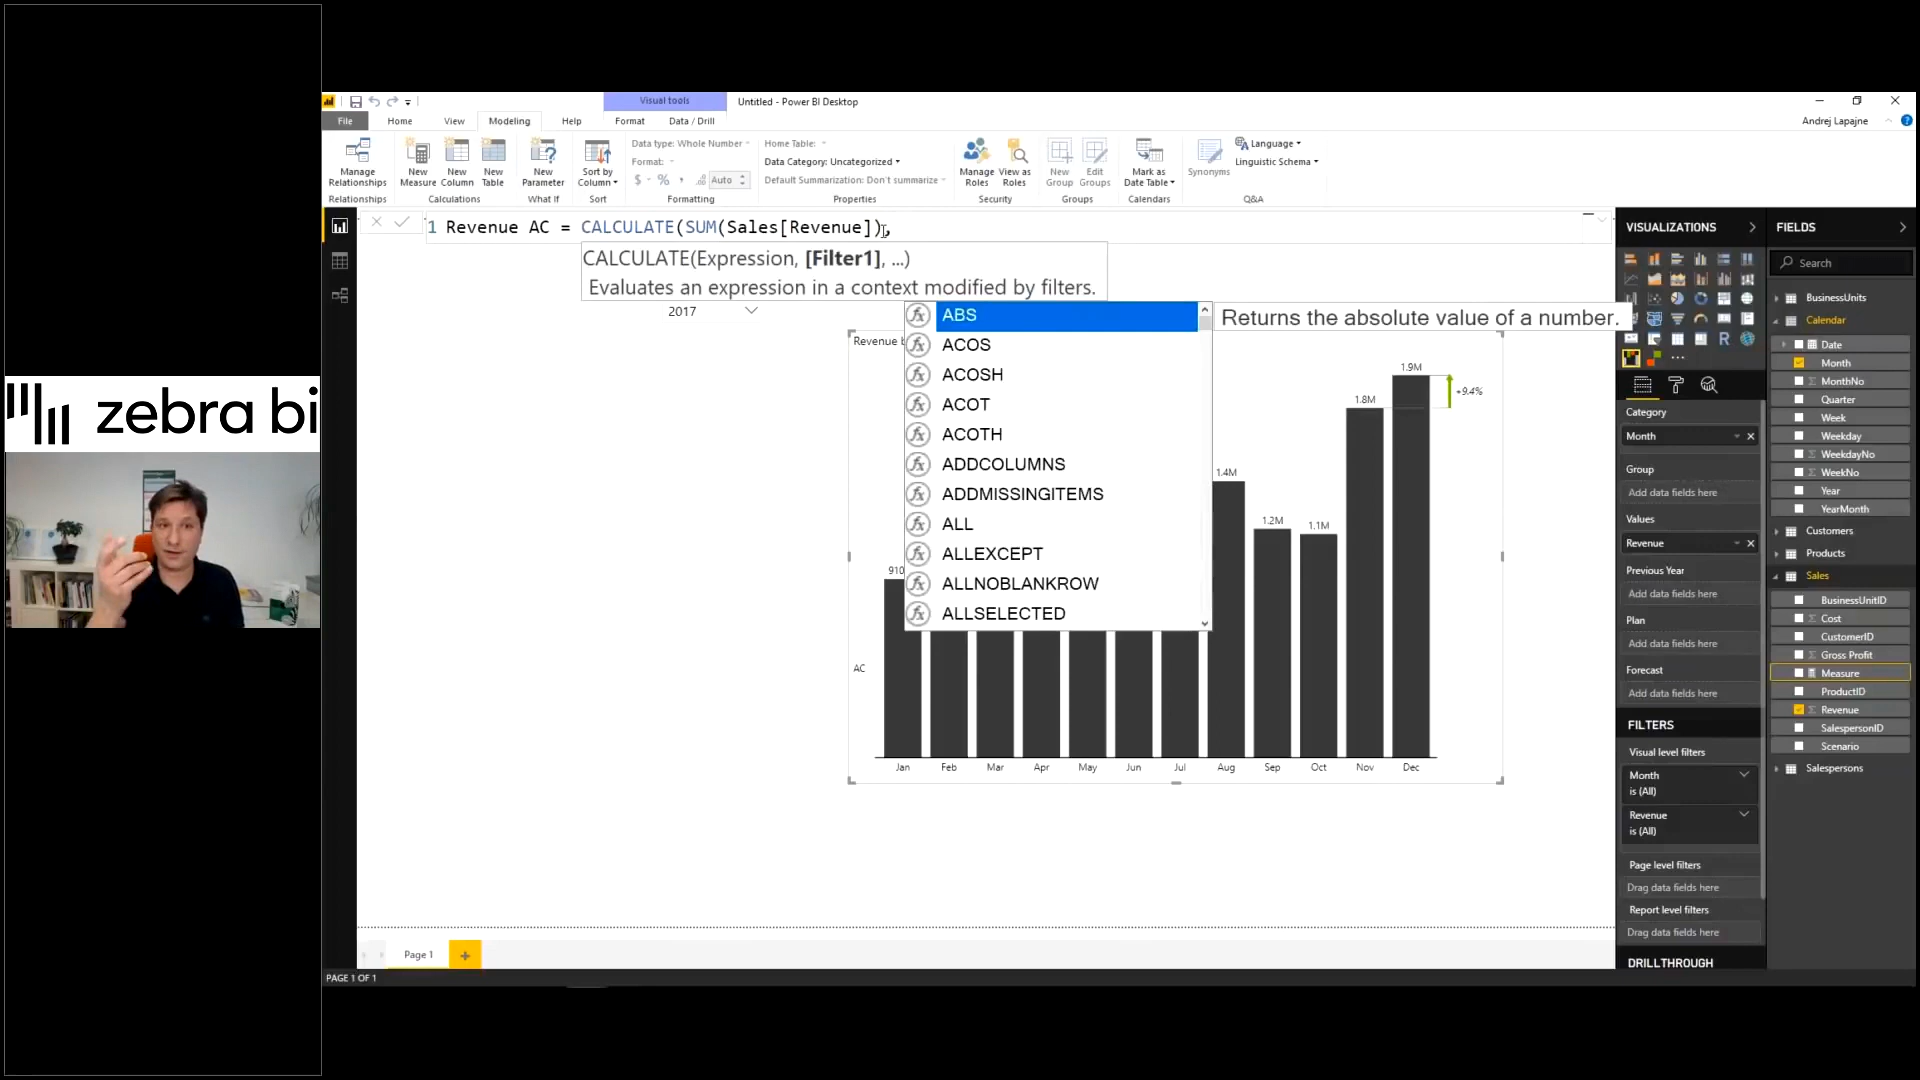 Visual tools
Untitled - Power BI Desktop
Andrej Lapajne
File
Home
View
Modeling
Help
Format
Data / Drill
Manage Relationships
New Measure
New Column
New Table
New Parameter
Sort by Column
Data type: Whole Number
Format:
$ % , Auto
Home Table:
Data Category: Uncategorized
Default Summarization: Don't summarize
Manage Roles
View as Roles
New Group
Edit Groups
Mark as Date Table
Synonyms
Language
Linguistic Schema
Relationships
Calculations
What If
Sort
Formatting
Properties
Security
Groups
Calendars
Q&A
1 Revenue AC = CALCULATE(SUM(Sales[Revenue]),
CALCULATE(Expression, [Filter1], ...)
Evaluates an expression in a context modified by filters.
2017
ABS
Returns the absolute value of a number.
ACOS
ACOSH
ACOT
ACOTH
ADDCOLUMNS
ADDMISSINGITEMS
ALL
ALLEXCEPT
ALLNOBLANKROW
ALLSELECTED
Revenue b
910
1.4M
1.2M
1.1M
1.8M
1.9M
+9.4%
AC
Jan
Feb
Mar
Apr
May
Jun
Jul
Aug
Sep
Oct
Nov
Dec
zebra bi
Page 1
PAGE 1 OF 1
VISUALIZATIONS
R
Category
Month
Group
Add data fields here
Values
Revenue
Previous Year
Add data fields here
Plan
Add data fields here
Forecast
Add data fields here
FILTERS
Visual level filters
Month
is (All)
Revenue
is (All)
Page level filters
Drag data fields here
Report level filters
Drag data fields here
DRILLTHROUGH
FIELDS
Search
BusinessUnits
Calendar
Date
Month
MonthNo
Quarter
Week
Weekday
WeekdayNo
WeekNo
Year
YearMonth
Customers
Products
Sales
BusinessUnitID
Cost
CustomerID
Gross Profit
Measure
ProductID
Revenue
SalespersonID
Scenario
Salespersons